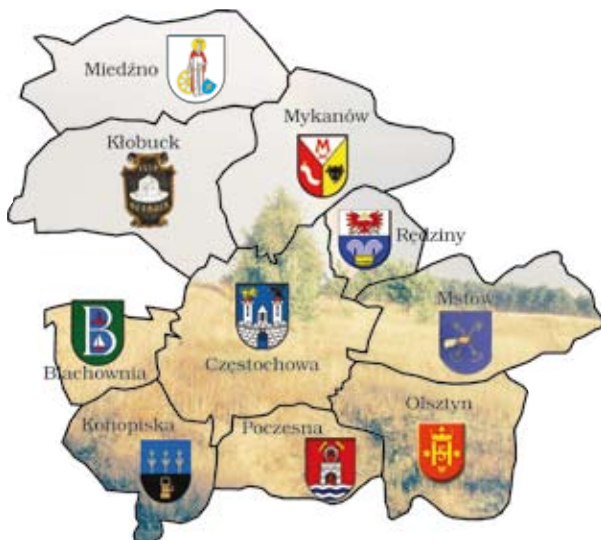 Miedźno
Mykanów
Kłobuck
Rędziny
Mstów
Częstochowa
Blachownia
Olsztyn
Konopiska
Poczesna